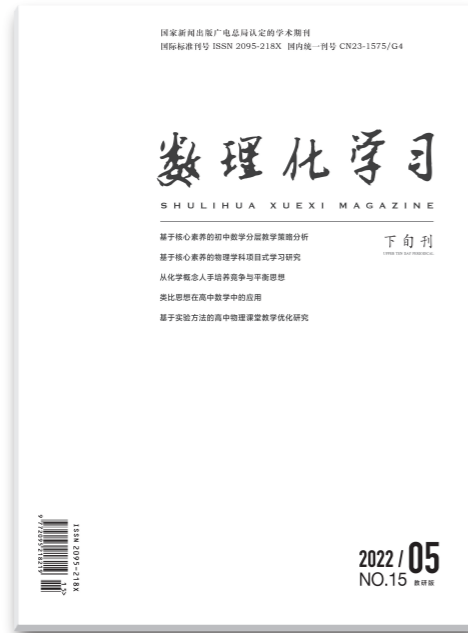 国家新闻出版广电总局认定的学术期刊
国际标准刊号 ISSN 2095-218X 国内统一刊号 CN23-1575/G4
数理化学习
SHULIHUA XUEXI MAGAZINE
下旬刊
基于核心素养的初中数学分层教学策略分析
基于核心素养的物理学科项目式学习研究
从化学概念人手培养竞争与平衡思想
类比思想在高中数学中的应用
基于实验方法的高中物理课堂教学优化研究
ISSN 2095-218X
9 772095 218219
15>
2022 / 05
NO.15 教研版